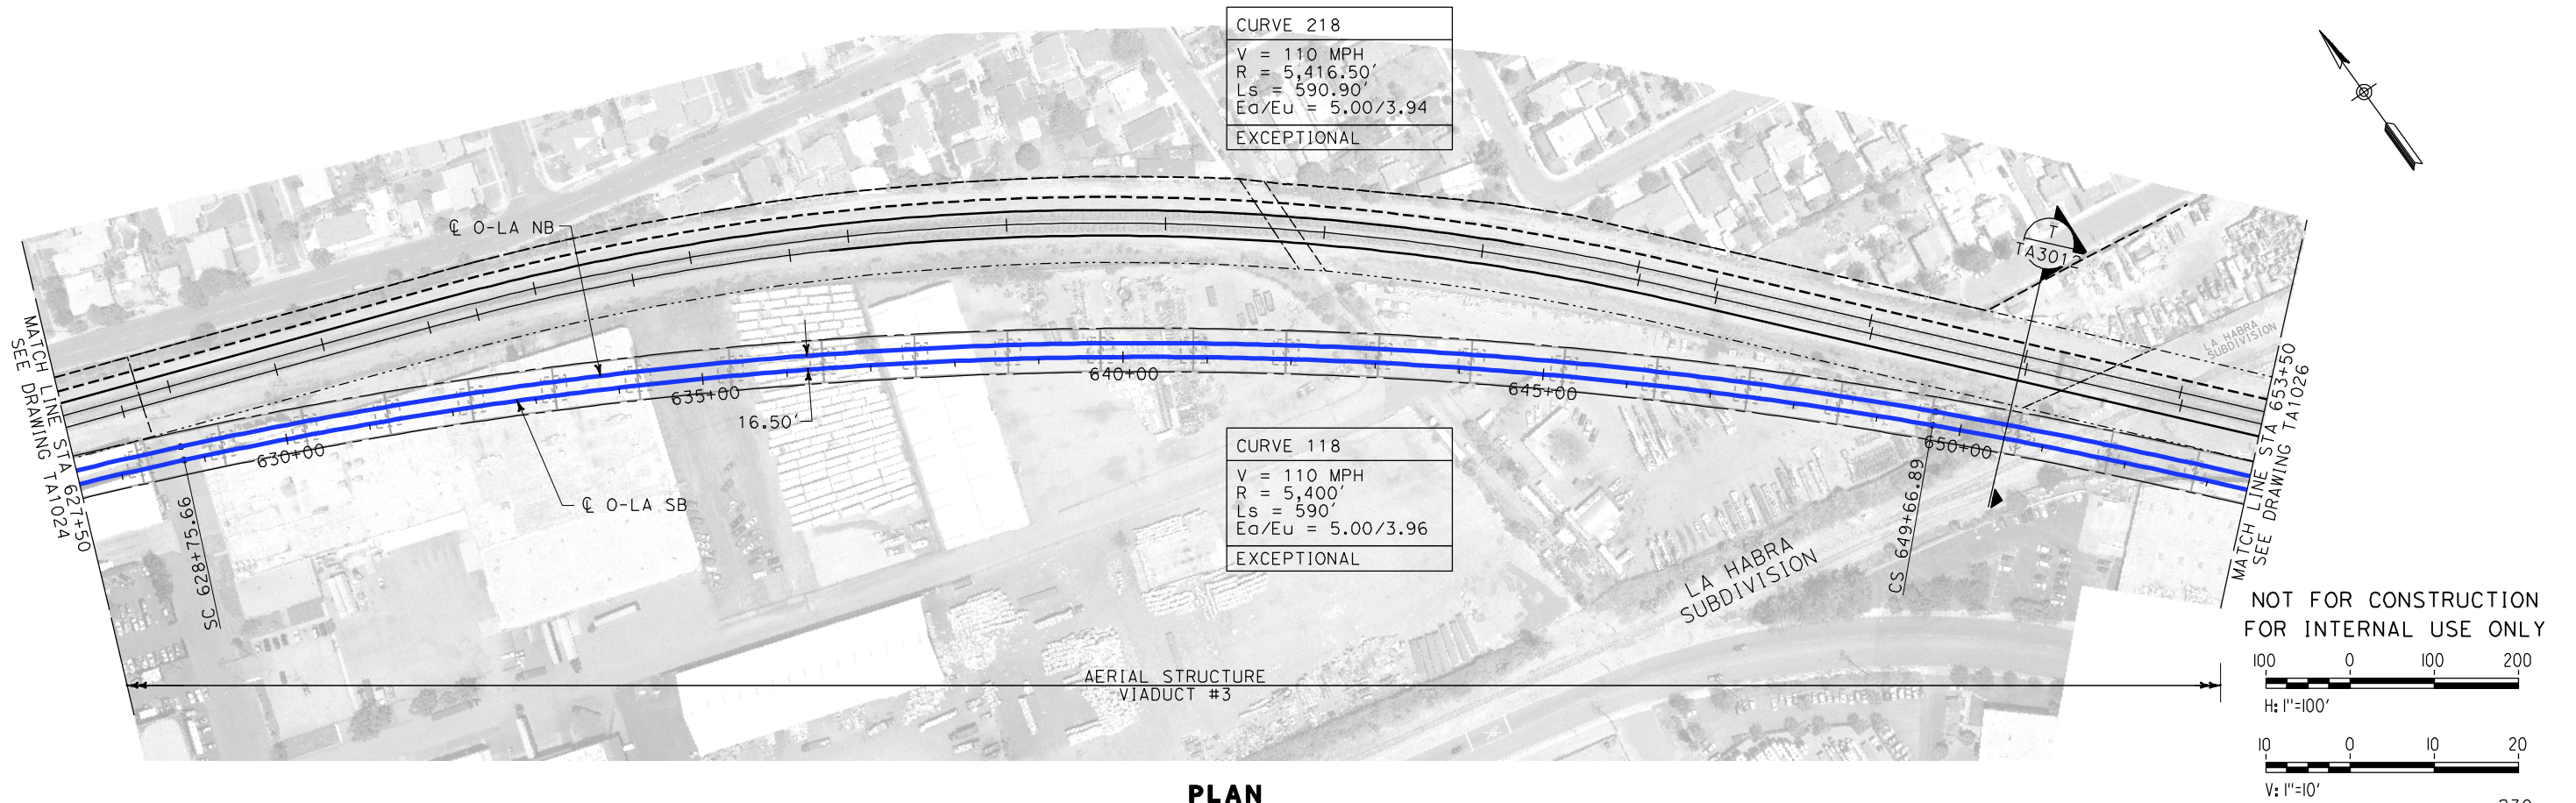 CURVE 218
V = 110 MPH
R = 5,416.50'
Ls = 590.90'
Ea/Eu = 5.00/3.94
EXCEPTIONAL
℄ O-LA NB
T
TA3012
LA HABRA
SUBDIVISION
MATCH LINE STA 627+50
SEE DRAWING TA1024
630+00
635+00
640+00
645+00
650+00
16.50'
℄ O-LA SB
SC 628+75.66
CURVE 118
V = 110 MPH
R = 5,400'
Ls = 590'
Ea/Eu = 5.00/3.96
EXCEPTIONAL
CS 649+66.89
MATCH LINE STA 653+50
SEE DRAWING TA1026
LA HABRA
SUBDIVISION
AERIAL STRUCTURE
VIADUCT #3
NOT FOR CONSTRUCTION
FOR INTERNAL USE ONLY
100 0 100 200
H: 1"=100'
10 0 10 20
V: 1"=10'
PLAN